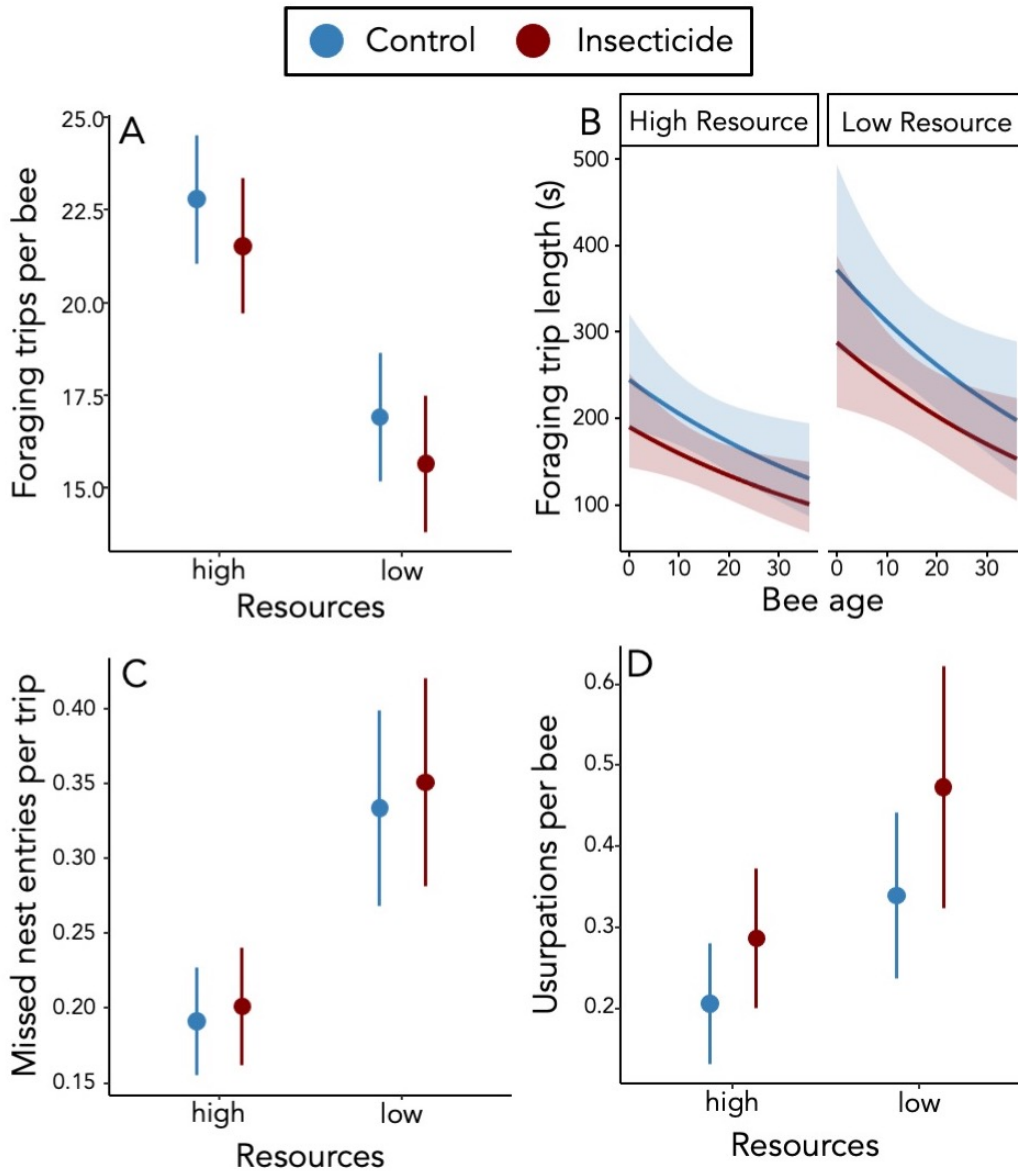 Control Insecticide
A
Foraging trips per bee
25.0
22.5
20.0
17.5
15.0
high low
Resources
B
High Resource Low Resource
Foraging trip length (s)
500
400
300
200
100
0 10 20 30 0 10 20 30
Bee age
C
Missed nest entries per trip
0.40
0.35
0.30
0.25
0.20
0.15
high low
Resources
D
Usurpations per bee
0.6
0.5
0.4
0.3
0.2
high low
Resources